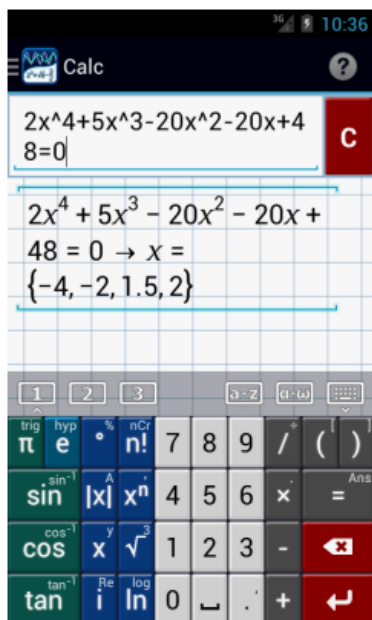 3G 10:36
Calc ?
2x^4+5x^3-20x^2-20x+4
8=0
C
2x⁴ + 5x³ − 20x² − 20x +
48 = 0 → x =
{−4, −2, 1.5, 2}
1 2 3 a-z α-ω
trig π hyp e % ° nCr n! 7 8 9 ÷ / [ ( ] )
sin⁻¹ sin A |x| ′ xⁿ 4 5 6 × Ans =
cos⁻¹ cos y x 3 √ 1 2 3 - x
tan⁻¹ tan Re i log ln 0 . , +